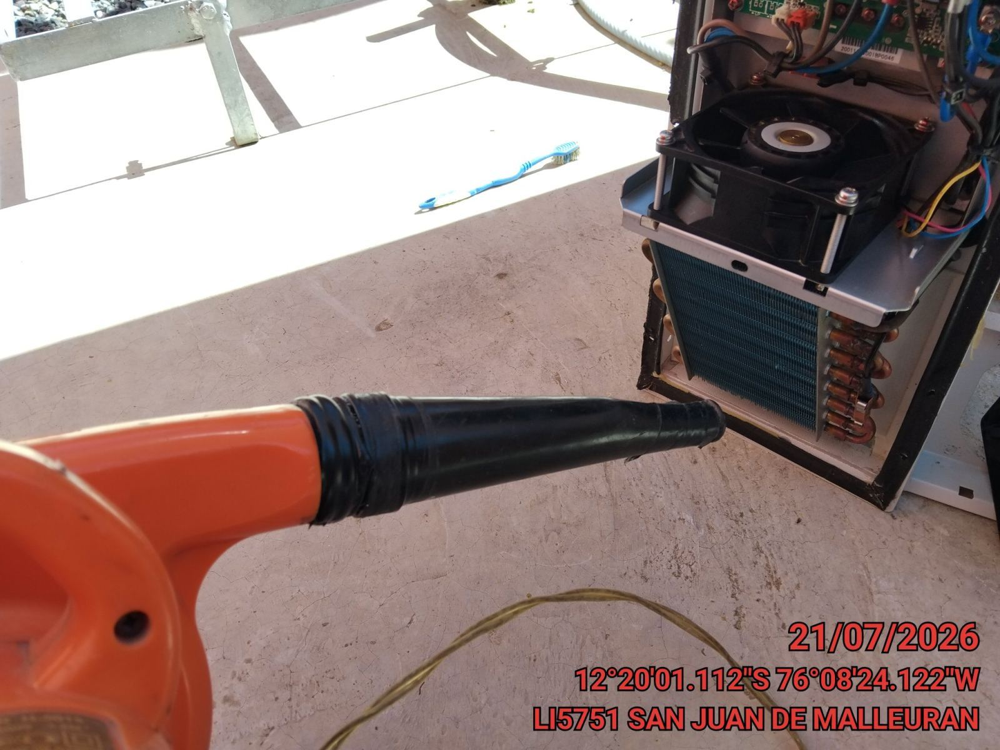 21/07/2026
12°20'01.112"S 76°08'24.122"W
LI5751 SAN JUAN DE MALLEURAN